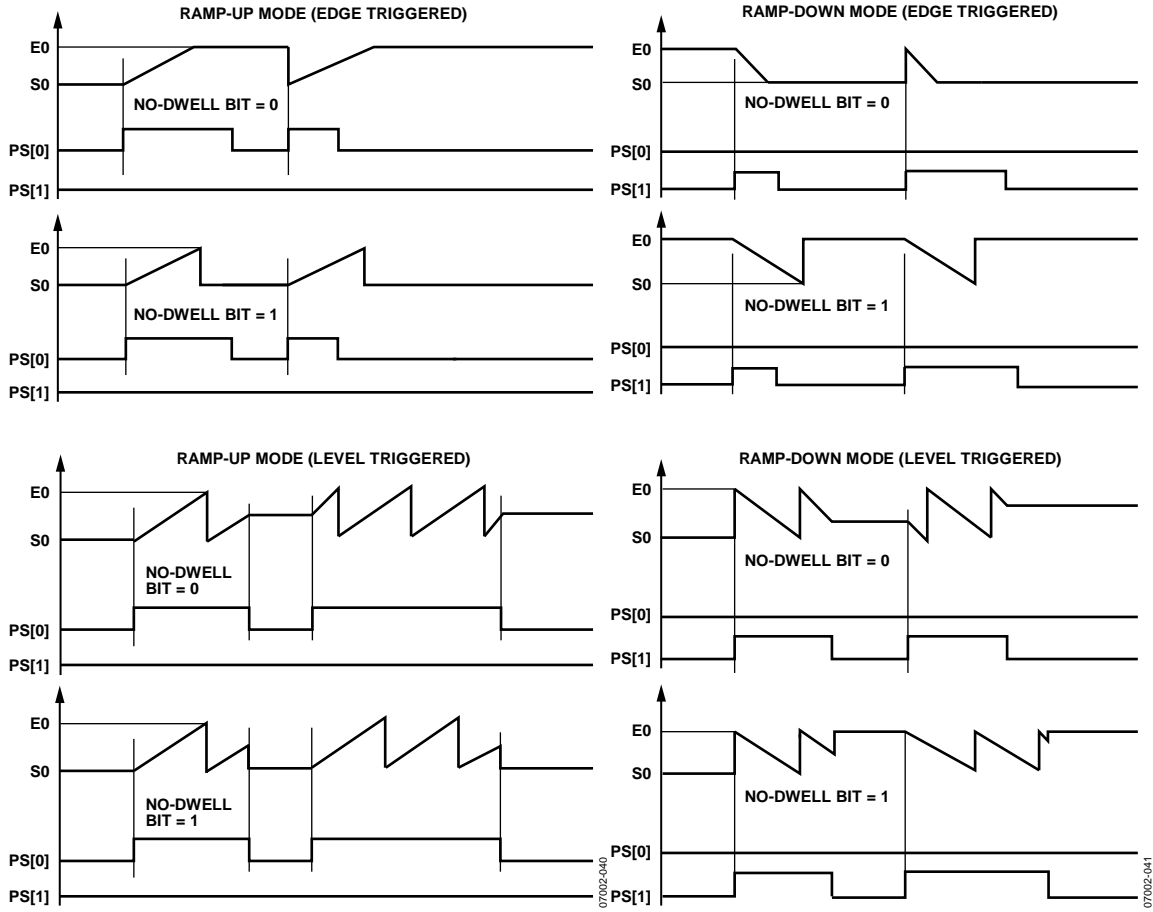 RAMP-UP MODE (EDGE TRIGGERED)
E0
S0
NO-DWELL BIT = 0
PS[0]
PS[1]
E0
S0
NO-DWELL BIT = 1
PS[0]
PS[1]
RAMP-DOWN MODE (EDGE TRIGGERED)
E0
S0
NO-DWELL BIT = 0
PS[0]
PS[1]
E0
S0
NO-DWELL BIT = 1
PS[0]
PS[1]
RAMP-UP MODE (LEVEL TRIGGERED)
E0
S0
NO-DWELL
BIT = 0
PS[0]
PS[1]
E0
S0
NO-DWELL
BIT = 1
PS[0]
PS[1]
07002-040
RAMP-DOWN MODE (LEVEL TRIGGERED)
E0
S0
NO-DWELL BIT = 0
PS[0]
PS[1]
E0
S0
NO-DWELL BIT = 1
PS[0]
PS[1]
07002-041